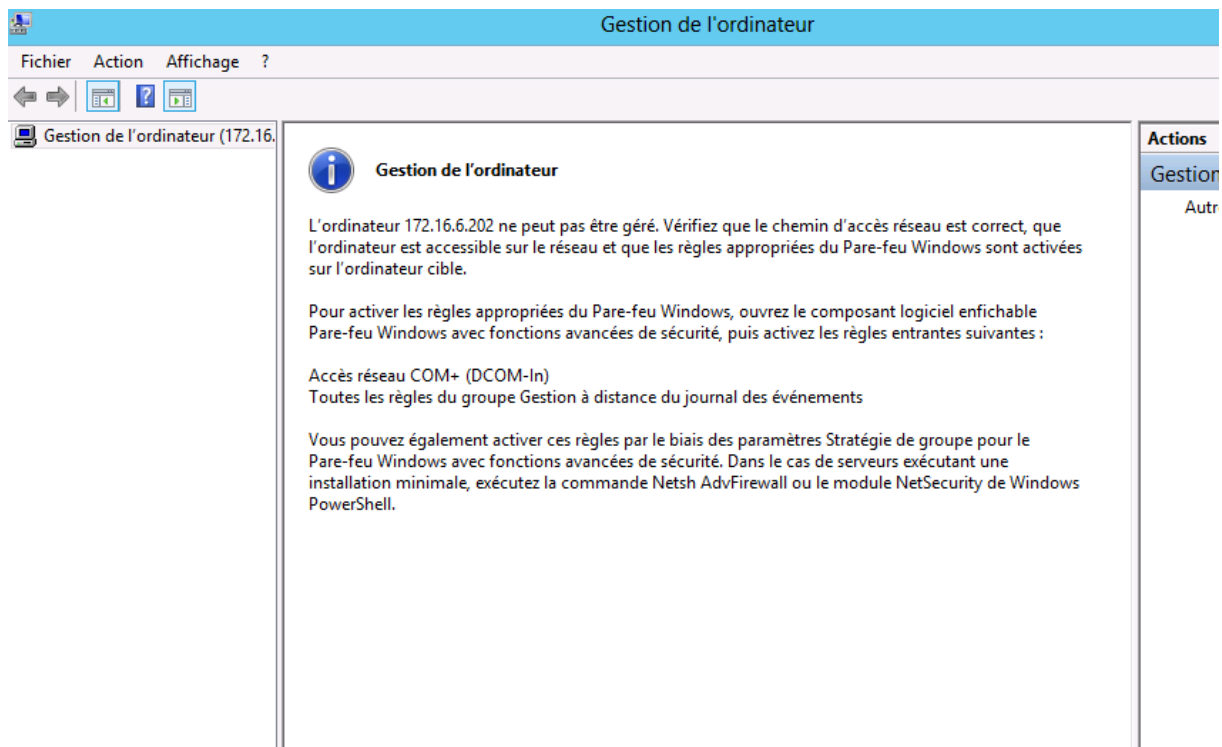 Gestion de l'ordinateur
Fichier Action Affichage ?
Gestion de l'ordinateur (172.16.
Gestion de l'ordinateur
L'ordinateur 172.16.6.202 ne peut pas être géré. Vérifiez que le chemin d'accès réseau est correct, que
l'ordinateur est accessible sur le réseau et que les règles appropriées du Pare-feu Windows sont activées
sur l'ordinateur cible.
Pour activer les règles appropriées du Pare-feu Windows, ouvrez le composant logiciel enfichable
Pare-feu Windows avec fonctions avancées de sécurité, puis activez les règles entrantes suivantes :
Accès réseau COM+ (DCOM-In)
Toutes les règles du groupe Gestion à distance du journal des événements
Vous pouvez également activer ces règles par le biais des paramètres Stratégie de groupe pour le
Pare-feu Windows avec fonctions avancées de sécurité. Dans le cas de serveurs exécutant une
installation minimale, exécutez la commande Netsh AdvFirewall ou le module NetSecurity de Windows
PowerShell.
Actions
Gestion
Autr